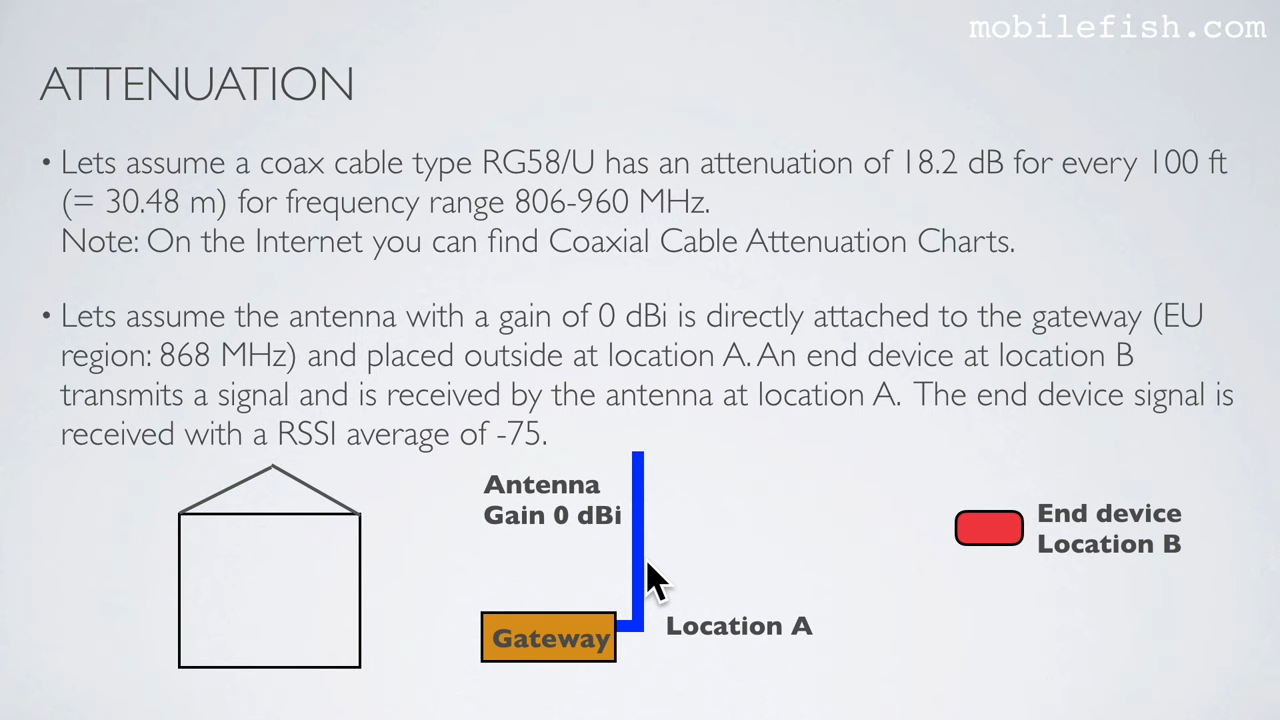 mobilefish.com
ATTENUATION
• Lets assume a coax cable type RG58/U has an attenuation of 18.2 dB for every 100 ft
(= 30.48 m) for frequency range 806-960 MHz.
Note: On the Internet you can find Coaxial Cable Attenuation Charts.
• Lets assume the antenna with a gain of 0 dBi is directly attached to the gateway (EU
region: 868 MHz) and placed outside at location A. An end device at location B
transmits a signal and is received by the antenna at location A. The end device signal is
received with a RSSI average of -75.
Antenna
Gain 0 dBi
End device
Location B
Gateway
Location A